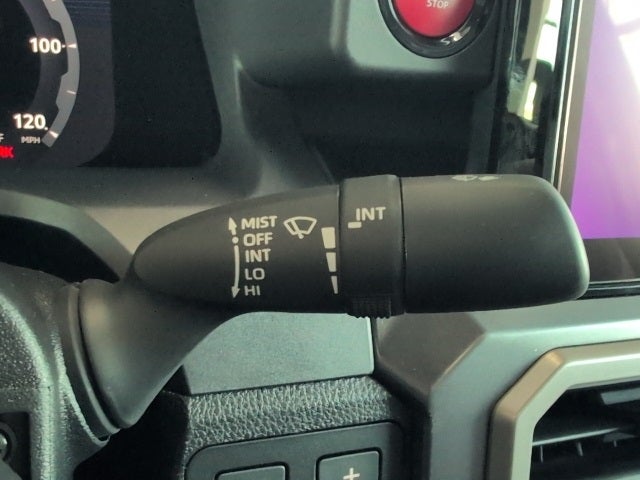 STOP
100
120
MPH
MIST
OFF
INT
LO
HI
INT
+